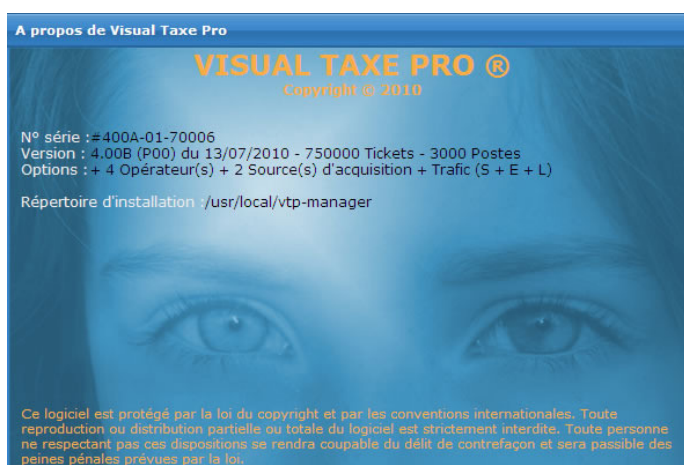 A propos de Visual Taxe Pro
VISUAL TAXE PRO ®
Copyright © 2010
N° série :#400A-01-70006
Version : 4.00B (P00) du 13/07/2010 - 750000 Tickets - 3000 Postes
Options : + 4 Opérateur(s) + 2 Source(s) d'acquisition + Trafic (S + E + L)
Répertoire d'installation :/usr/local/vtp-manager
Ce logiciel est protégé par la loi du copyright et par les conventions internationales. Toute
reproduction ou distribution partielle ou totale du logiciel est strictement interdite. Toute personne
ne respectant pas ces dispositions se rendra coupable du délit de contrefaçon et sera passible des
peines pénales prévues par la loi.